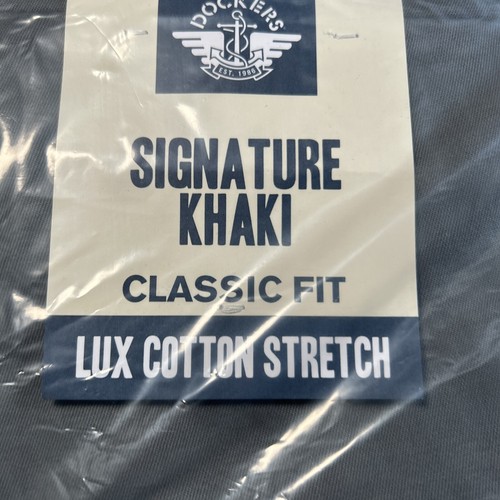 DOCKERS
EST. 1986
SIGNATURE
KHAKI
CLASSIC FIT
LUX COTTON STRETCH